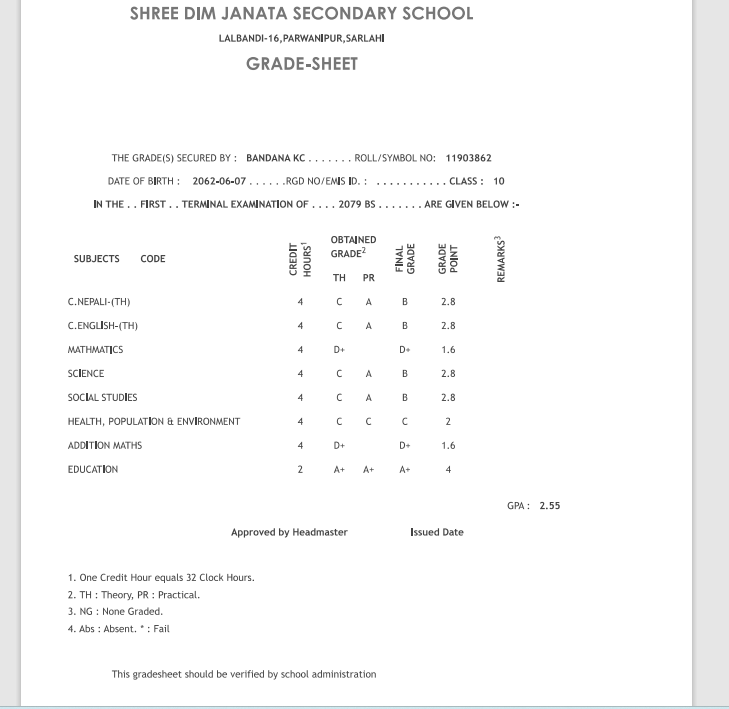 SHREE DIM JANATA SECONDARY SCHOOL
LALBANDI-16,PARWANIPUR,SARLAHI
GRADE-SHEET
THE GRADE(S) SECURED BY : BANDANA KC . . . . . . . ROLL/SYMBOL NO: 11903862
DATE OF BIRTH : 2062-06-07 . . . . . .RGD NO/EMIS ID. : . . . . . . . . . . . CLASS : 10
IN THE . . FIRST . . TERMINAL EXAMINATION OF . . . . 2079 BS . . . . . . . ARE GIVEN BELOW :-
SUBJECTS CODE CREDIT HOURS1 OBTAINED GRADE2 FINAL GRADE GRADE POINT REMARKS3
TH PR
C.NEPALI-(TH) 4 C A B 2.8
C.ENGLISH-(TH) 4 C A B 2.8
MATHMATICS 4 D+ D+ 1.6
SCIENCE 4 C A B 2.8
SOCIAL STUDIES 4 C A B 2.8
HEALTH, POPULATION & ENVIRONMENT 4 C C C 2
ADDITION MATHS 4 D+ D+ 1.6
EDUCATION 2 A+ A+ A+ 4
GPA : 2.55
Approved by Headmaster Issued Date
1. One Credit Hour equals 32 Clock Hours.
2. TH : Theory, PR : Practical.
3. NG : None Graded.
4. Abs : Absent. * : Fail
This gradesheet should be verified by school administration